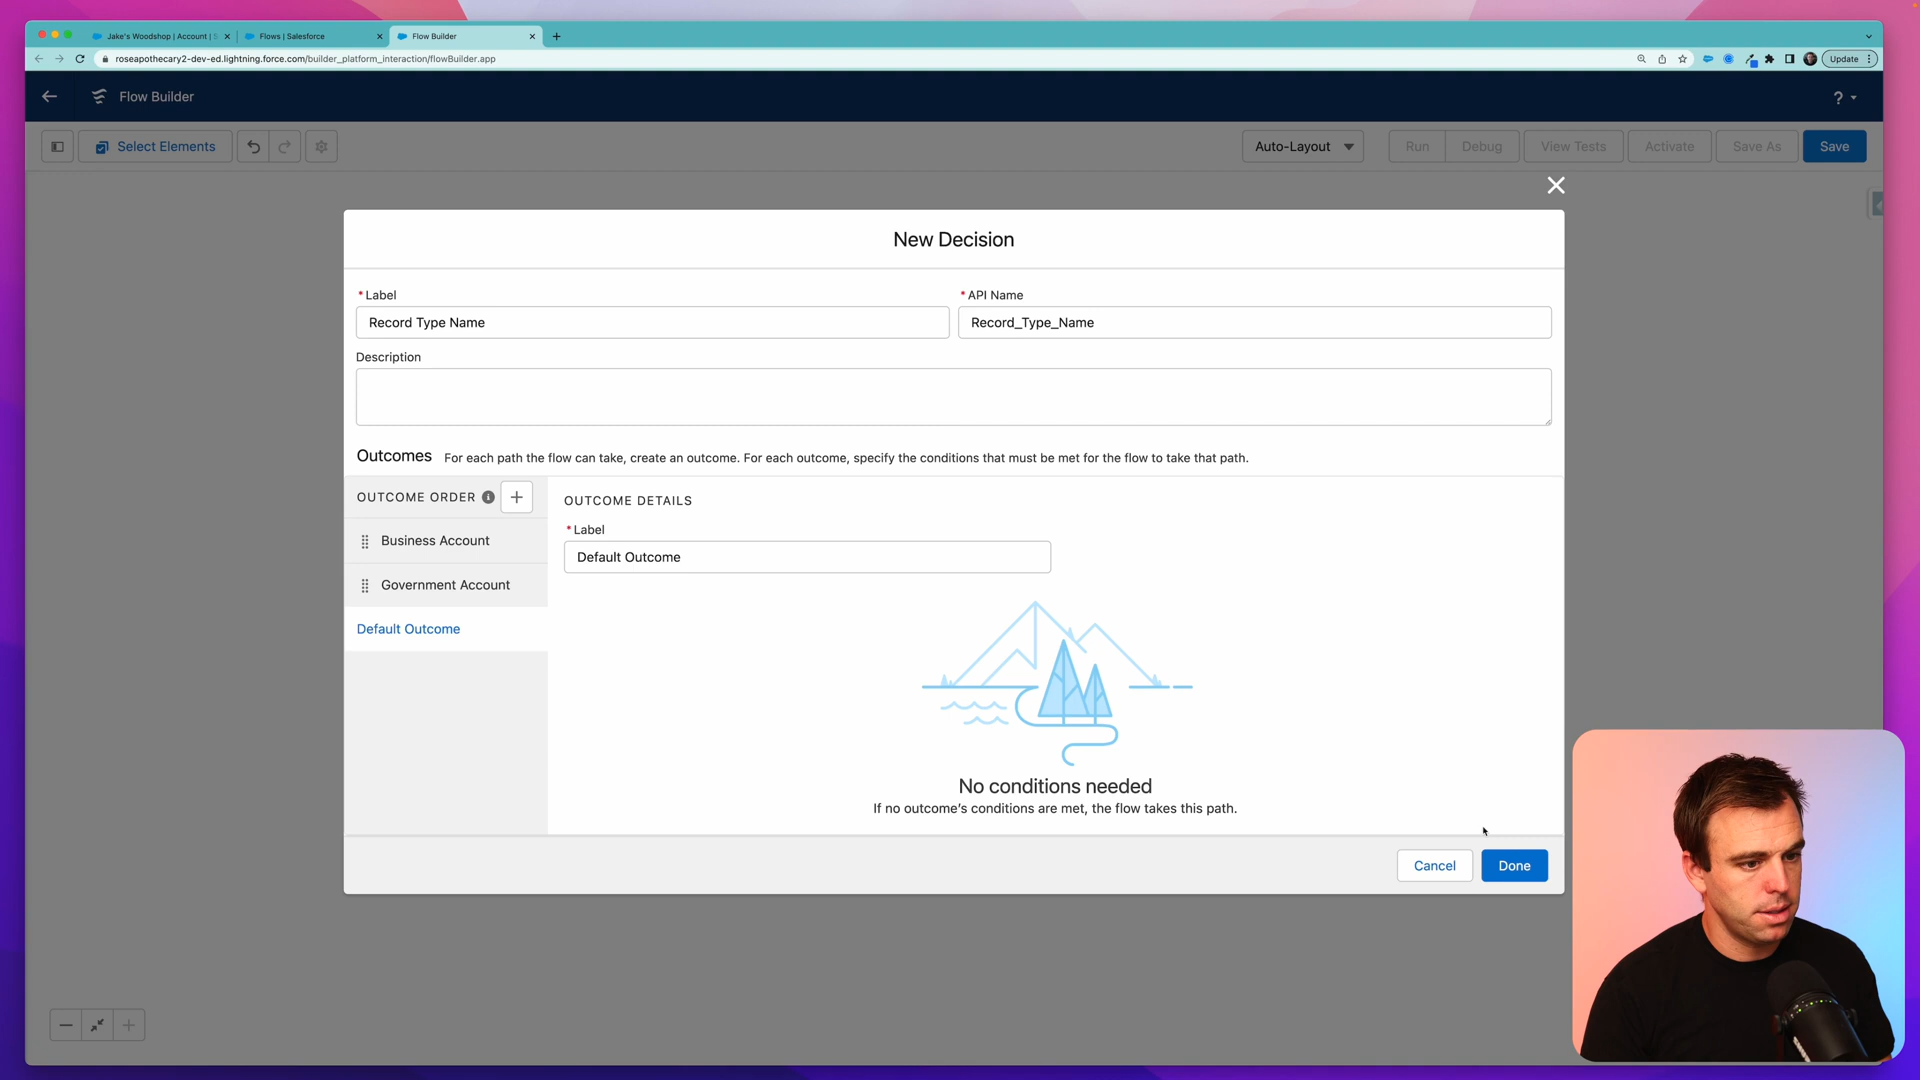 Jake's Woodshop | Account | S
Flows | Salesforce
Flow Builder
roseapothecary2-dev-ed.lightning.force.com/builder_platform_interaction/flowBuilder.app
Update
Flow Builder
?
Select Elements
Auto-Layout
Run
Debug
View Tests
Activate
Save As
Save
New Decision
* Label
* API Name
Record Type Name
Record_Type_Name
Description
Outcomes For each path the flow can take, create an outcome. For each outcome, specify the conditions that must be met for the flow to take that path.
OUTCOME ORDER
OUTCOME DETAILS
* Label
Business Account
Default Outcome
Government Account
Default Outcome
No conditions needed
If no outcome's conditions are met, the flow takes this path.
Cancel
Done